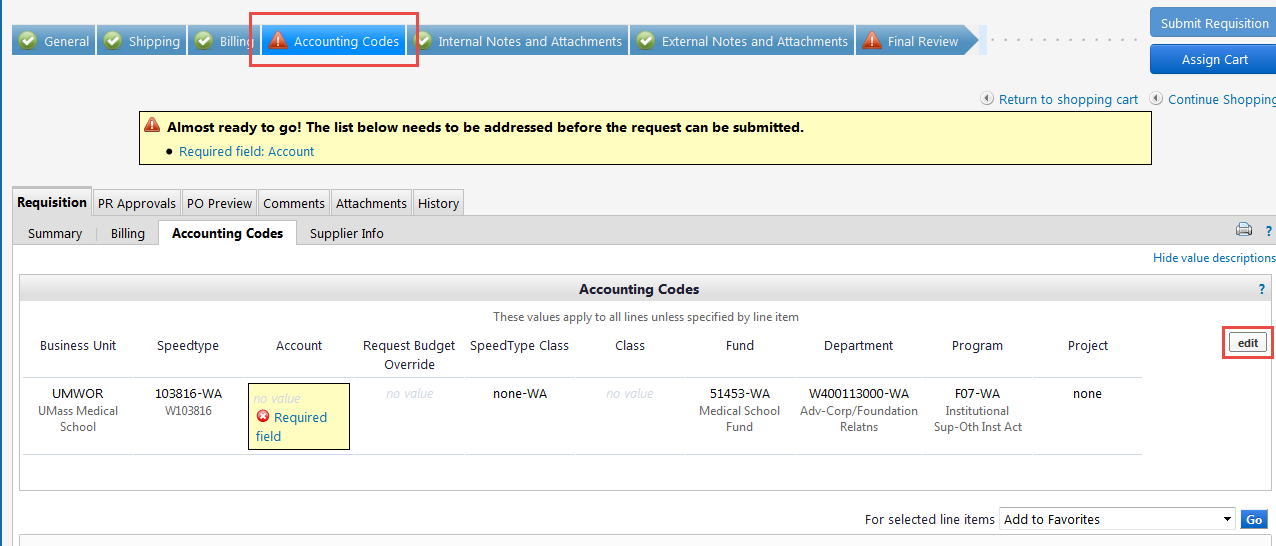 General Shipping Billing Accounting Codes Internal Notes and Attachments External Notes and Attachments Final Review
Submit Requisition
Assign Cart
Return to shopping cart Continue Shopping
Almost ready to go! The list below needs to be addressed before the request can be submitted.
Required field: Account
Requisition PR Approvals PO Preview Comments Attachments History
Summary Billing Accounting Codes Supplier Info ?
Hide value descriptions
Accounting Codes ?
These values apply to all lines unless specified by line item
Business Unit Speedtype Account Request Budget Override SpeedType Class Class Fund Department Program Project edit
UMWOR 103816-WA no value no value none-WA no value 51453-WA W400113000-WA F07-WA none
UMass Medical School W103816 Required field Medical School Fund Adv-Corp/Foundation Relatns Institutional Sup-Oth Inst Act
For selected line items Add to Favorites Go